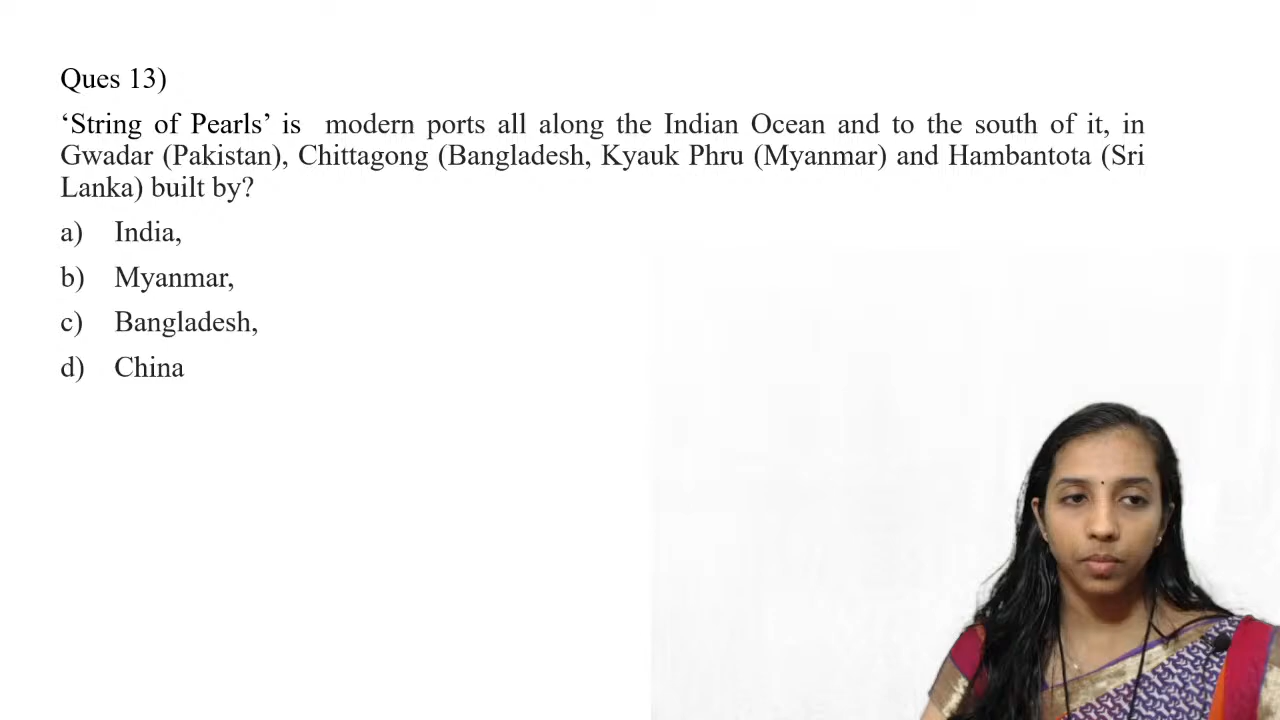 Ques 13)
‘String of Pearls’ is modern ports all along the Indian Ocean and to the south of it, in
Gwadar (Pakistan), Chittagong (Bangladesh, Kyauk Phru (Myanmar) and Hambantota (Sri
Lanka) built by?
a) India,
b) Myanmar,
c) Bangladesh,
d) China